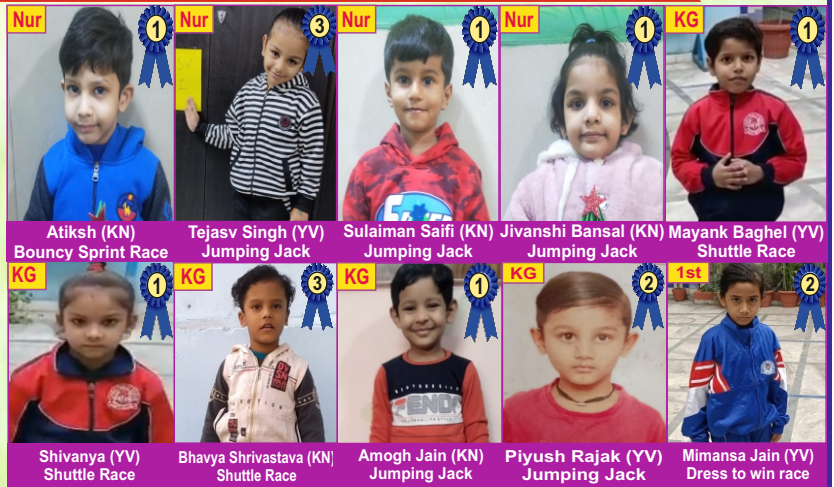 Nur
1
Nur
3
Nur
1
Nur
1
KG
1
Atiksh (KN)
Bouncy Sprint Race
Tejasv Singh (YV)
Jumping Jack
Sulaiman Saifi (KN)
Jumping Jack
Jivanshi Bansal (KN)
Jumping Jack
Mayank Baghel (YV)
Shuttle Race
KG
1
KG
3
KG
1
KG
2
1st
2
Shivanya (YV)
Shuttle Race
Bhavya Shrivastava (KN)
Shuttle Race
Amogh Jain (KN)
Jumping Jack
Piyush Rajak (YV)
Jumping Jack
Mimansa Jain (YV)
Dress to win race